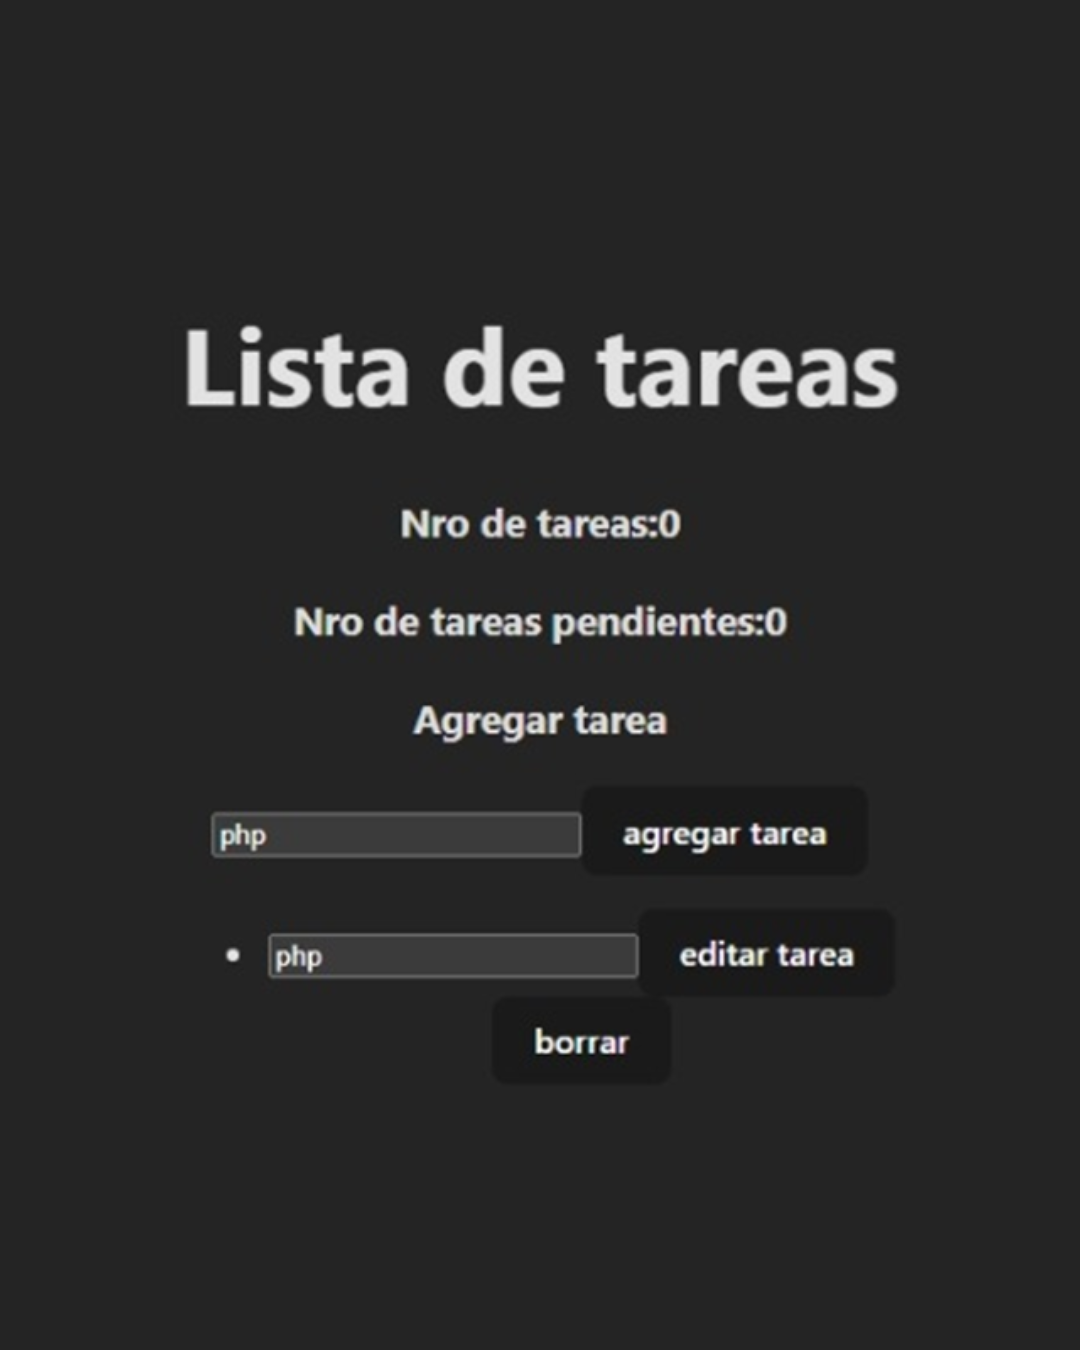 Lista de tareas
Nro de tareas:0
Nro de tareas pendientes:0
Agregar tarea
php agregar tarea
php editar tarea
borrar